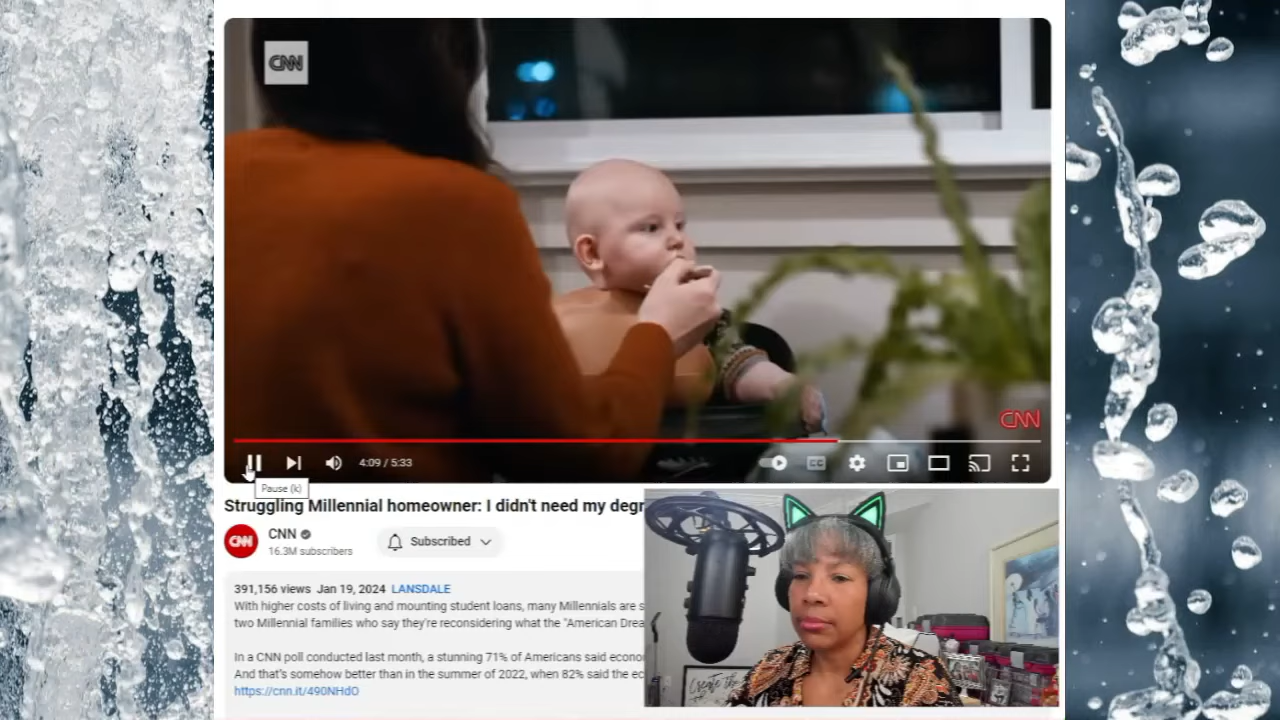 CNN
CNN
4:09 / 5:33
CC
Pause (k)
Struggling Millennial homeowner: I didn't need my degr
CNN
CNN
16.3M subscribers
Subscribed
391,156 views Jan 19, 2024 LANSDALE
With higher costs of living and mounting student loans, many Millennials are s
two Millennial families who say they're reconsidering what the "American Drea
In a CNN poll conducted last month, a stunning 71% of Americans said econo
And that's somehow better than in the summer of 2022, when 82% said the ec
https://cnn.it/490NHdO
Create the